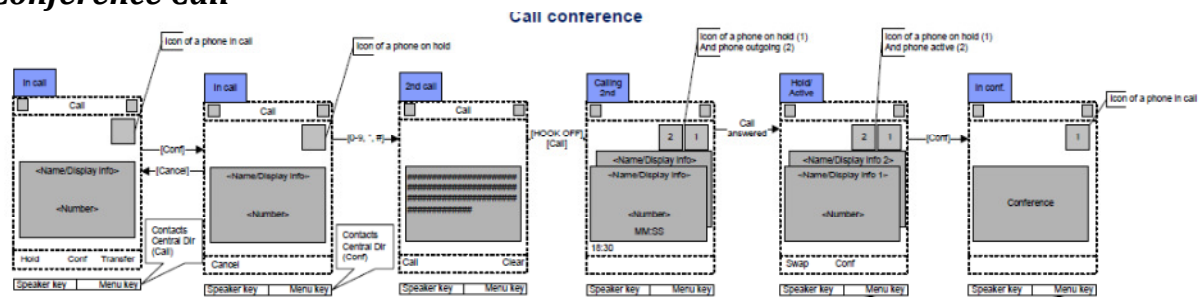 Conference Call
Call conference
Icon of a phone in call
Icon of a phone on hold
Icon of a phone on hold (1)
And phone outgoing (2)
Icon of a phone on hold (1)
And phone active (2)
Icon of a phone in call
In call
Call
<Name/Display Info>
<Number>
Hold Conf Transfer
Speaker key Menu key
[Conf]
[Cancel]
Contacts
Central Dir
(Call)
In call
Call
<Name/Display Info>
<Number>
Cancel
Speaker key Menu key
[0-9, *, #]
Contacts
Central Dir
(Conf)
2nd call
Call
Call Clear
Speaker key Menu key
[HOOK OFF]
[Call]
Calling
2nd
2 1
<Name/Display Info>
<Name/Display Info>
<Number>
MM:SS
18:30
Speaker key Menu key
Call
answered
Hold/
Active
2 1
<Name/Display Info 2>
<Name/Display Info 1>
<Number>
Swap Conf
Speaker key Menu key
[Conf]
In conf.
1
Conference
Speaker key Menu key